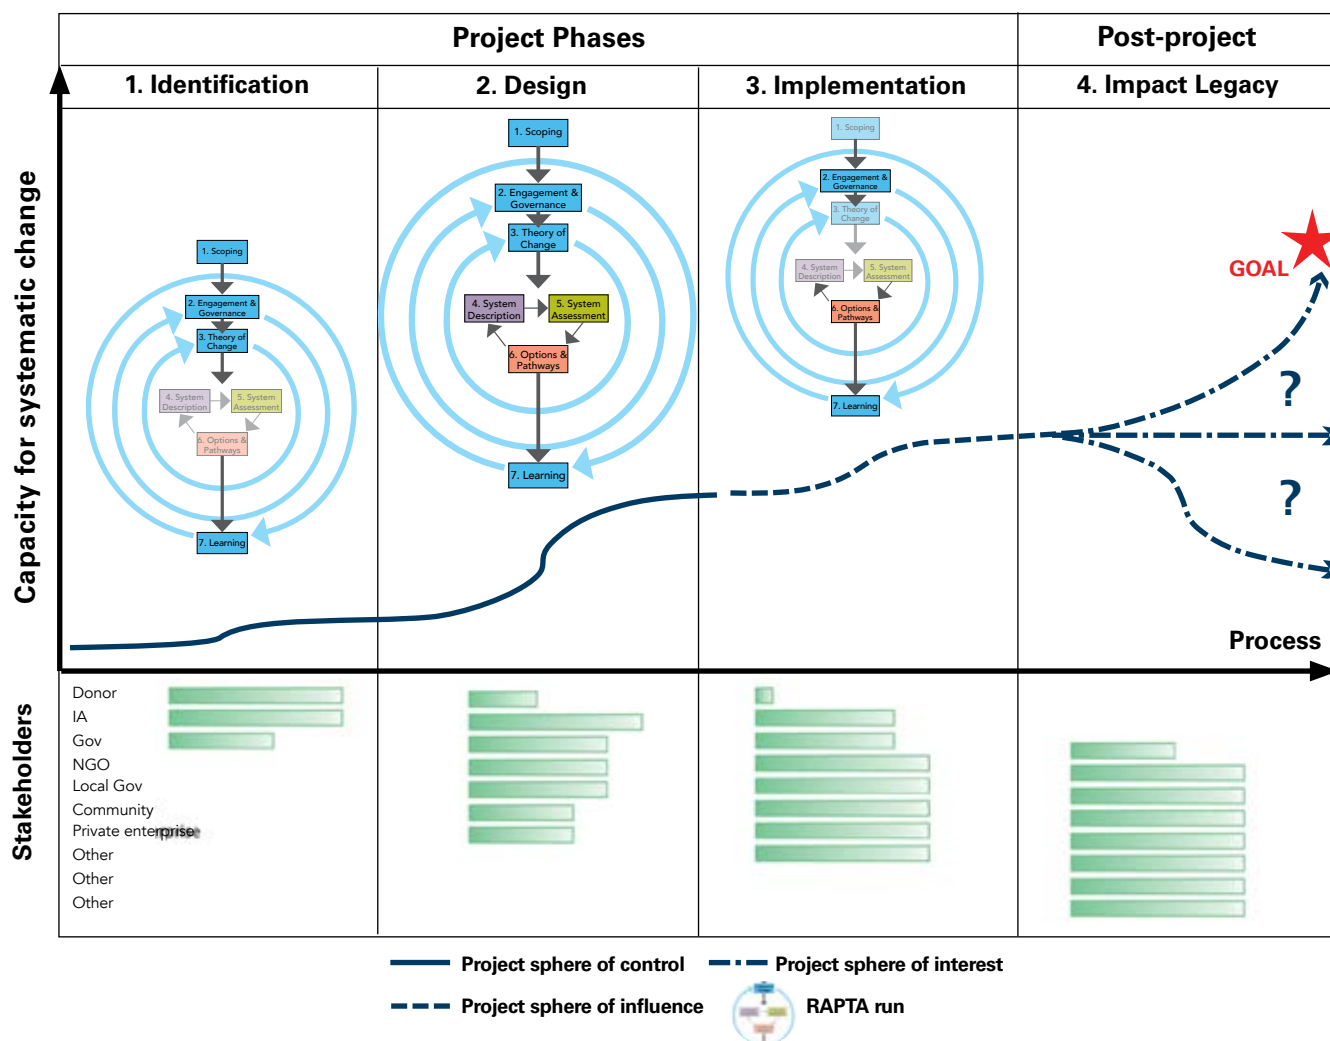 Project Phases
Post-project
1. Identification
2. Design
3. Implementation
4. Impact Legacy
Capacity for systematic change
1. Scoping
2. Engagement &
Governance
3. Theory of
Change
4. System
Description
5. System
Assessment
6. Options &
Pathways
7. Learning
1. Scoping
2. Engagement &
Governance
3. Theory of
Change
4. System
Description
5. System
Assessment
6. Options &
Pathways
7. Learning
1. Scoping
2. Engagement &
Governance
3. Theory of
Change
4. System
Description
5. System
Assessment
6. Options &
Pathways
7. Learning
GOAL
?
?
Process
Stakeholders
Donor
IA
Gov
NGO
Local Gov
Community
Private enterprise
Other
Other
Other
Project sphere of control
Project sphere of interest
Project sphere of influence
RAPTA run